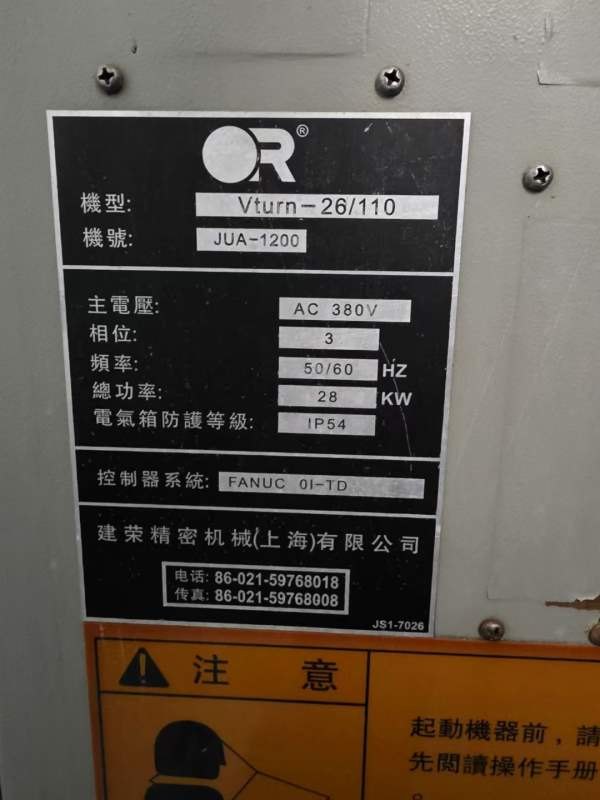 OR®
機型: Vturn-26/110
機號: JUA-1200
主電壓: AC 380V
相位: 3
頻率: 50/60 HZ
總功率: 28 KW
電氣箱防護等級: IP54
控制器系統: FANUC 0I-TD
建荣精密机械(上海)有限公司
电话: 86-021-59768018
传真: 86-021-59768008
JS1-7026
注 意
起動機器前,請
先閱讀操作手册
。